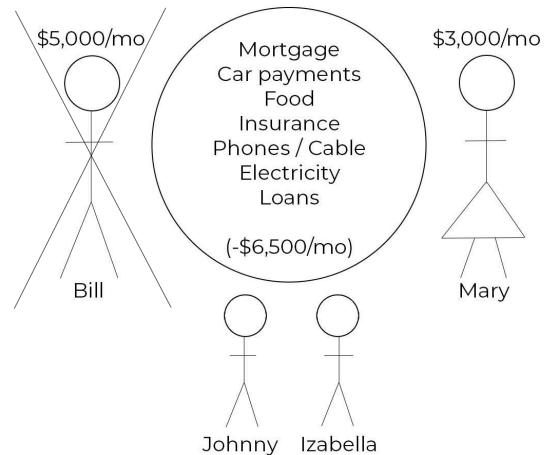 $5,000/mo
Mortgage
Car payments
Food
Insurance
Phones / Cable
Electricity
Loans
(-$6,500/mo)
$3,000/mo
Bill
Mary
Johnny
Izabella